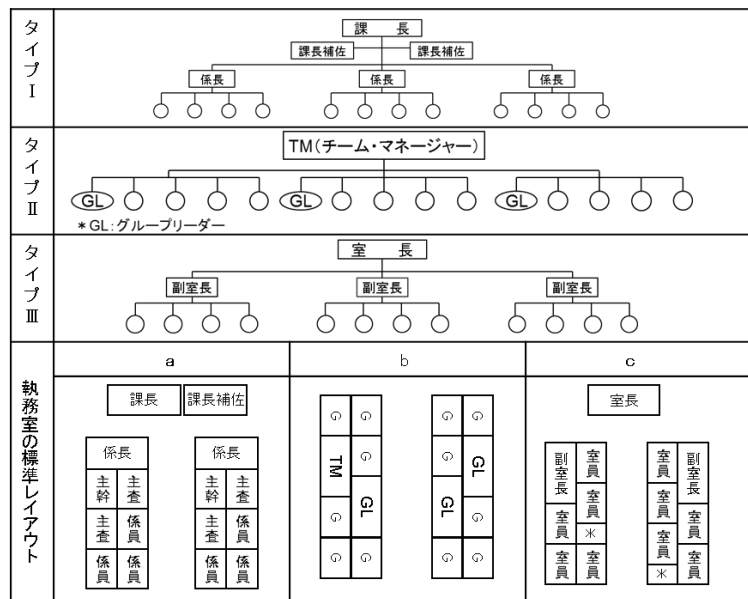 タイプⅠ
課　長
課長補佐　課長補佐
係長　係長　係長
タイプⅡ
TM(チーム・マネージャー)
GL　GL　GL
＊GL：グループリーダー
タイプⅢ
室　長
副室長　副室長　副室長
執務室の標準レイアウト
a
課長　課長補佐
係長
主幹　主査
主査　係員
係員　係員
係長
主幹　主査
主査　係員
係員　係員
b
G　G
TM　G
G　GL
G　G
G　G
G　GL
GL　G
G　G
c
室長
副室長　室員
室員　室員
室員　＊
室員
室員　副室長
室員　室員
室員　室員
＊